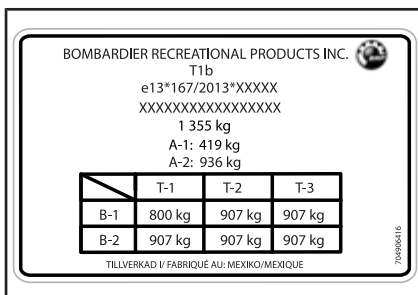 BOMBARDIER RECREATIONAL PRODUCTS INC.
T1b
e13*167/2013*XXXXX
XXXXXXXXXXXXXXXXX
1 355 kg
A-1: 419 kg
A-2: 936 kg
T-1 T-2 T-3
B-1 800 kg 907 kg 907 kg
B-2 907 kg 907 kg 907 kg
TILLVERKAD I/ FABRIQUÉ AU: MEXIKO/MEXIQUE
704906416